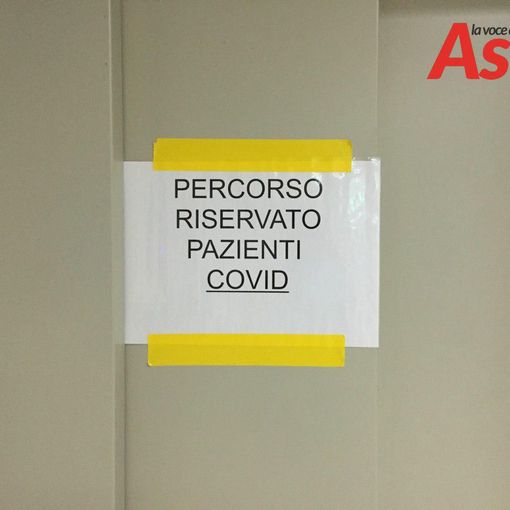 la voce
As
PERCORSO
RISERVATO
PAZIENTI
COVID